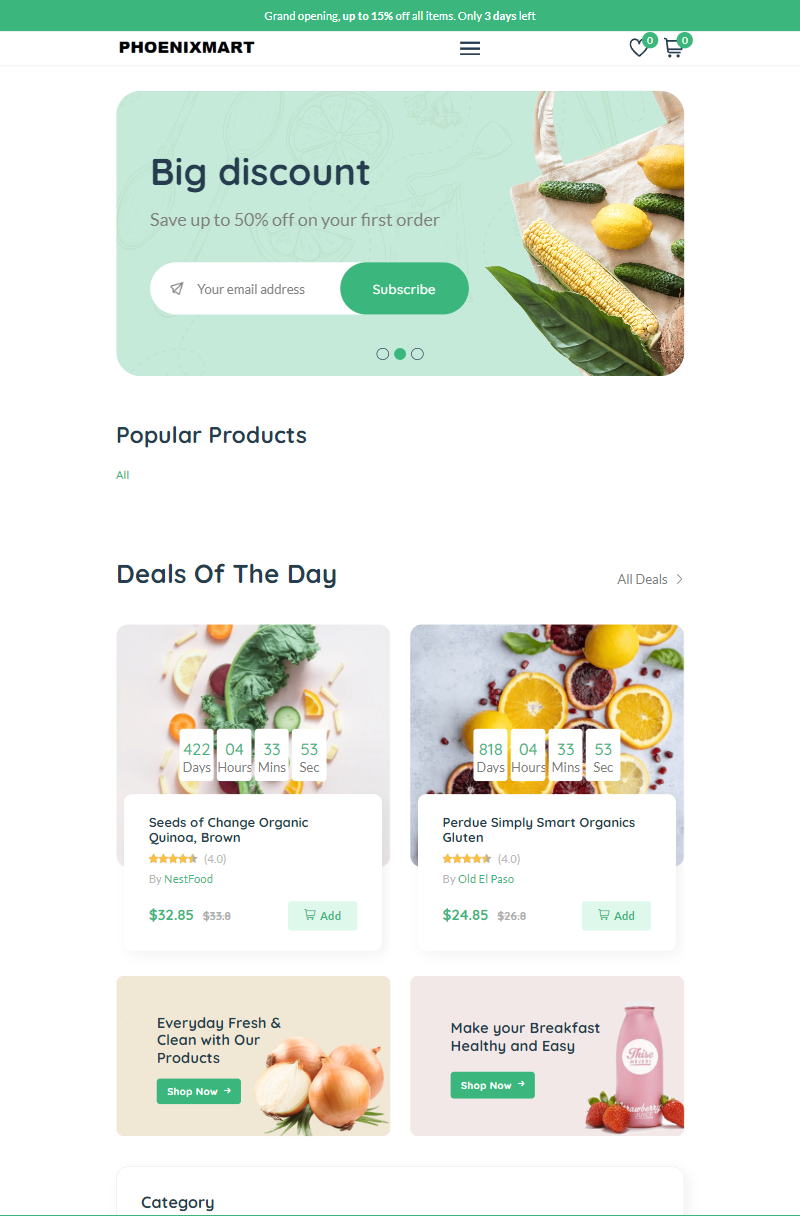 Grand opening, up to 15% off all items. Only 3 days left
PHOENIXMART
0
0
Big discount
Save up to 50% off on your first order
Your email address
Subscribe
Popular Products
All
Deals Of The Day
All Deals
422 Days
04 Hours
33 Mins
53 Sec
Seeds of Change Organic
Quinoa, Brown
(4.0)
By NestFood
$32.85 $33.8
Add
818 Days
04 Hours
33 Mins
53 Sec
Perdue Simply Smart Organics
Gluten
(4.0)
By Old El Paso
$24.85 $26.8
Add
Everyday Fresh &
Clean with Our
Products
Shop Now
Make your Breakfast
Healthy and Easy
Shop Now
Thise
Category